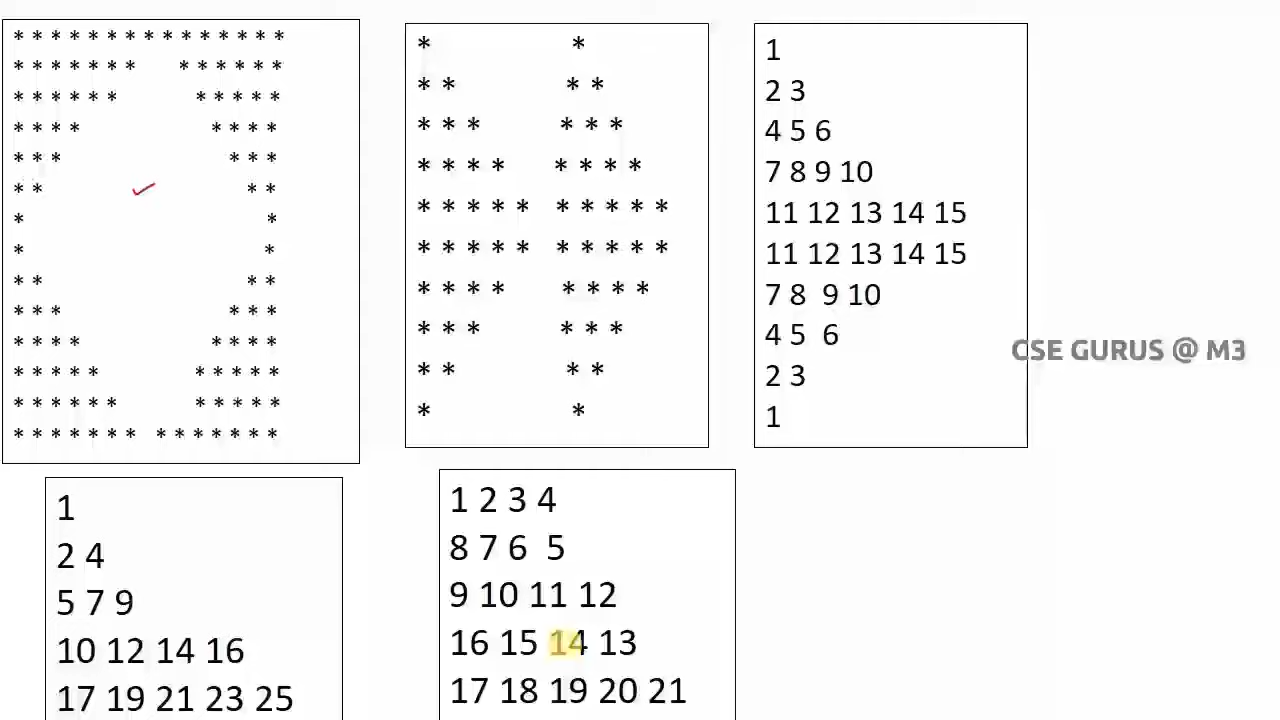 * * * * * * * * * * * * * * *
* * * * * * * * * * * * *
* * * * * * * * * * *
* * * * * * * *
* * * * * *
* * * *
* *
* *
* * * *
* * * * * *
* * * * * * * *
* * * * * * * * * *
* * * * * * * * * * *
* * * * * * * * * * * * * *
* *
* * * *
* * * * * *
* * * * * * * *
* * * * * * * * * *
* * * * * * * * * *
* * * * * * * *
* * * * * *
* * * *
* *
1
2 3
4 5 6
7 8 9 10
11 12 13 14 15
11 12 13 14 15
7 8 9 10
4 5 6
2 3
1
CSE GURUS @ M3
1
2 4
5 7 9
10 12 14 16
17 19 21 23 25
1 2 3 4
8 7 6 5
9 10 11 12
16 15 14 13
17 18 19 20 21